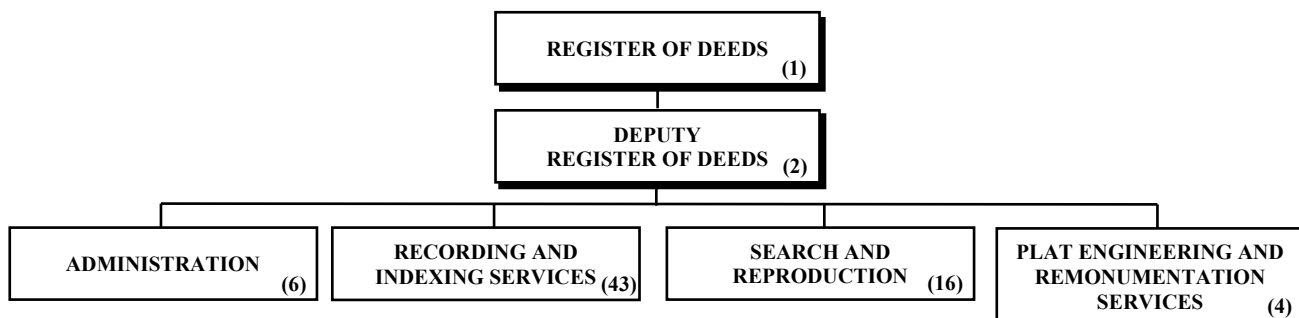 REGISTER OF DEEDS
(1)
DEPUTY
REGISTER OF DEEDS
(2)
ADMINISTRATION
(6)
RECORDING AND
INDEXING SERVICES
(43)
SEARCH AND
REPRODUCTION
(16)
PLAT ENGINEERING AND
REMONUMENTATION
SERVICES
(4)